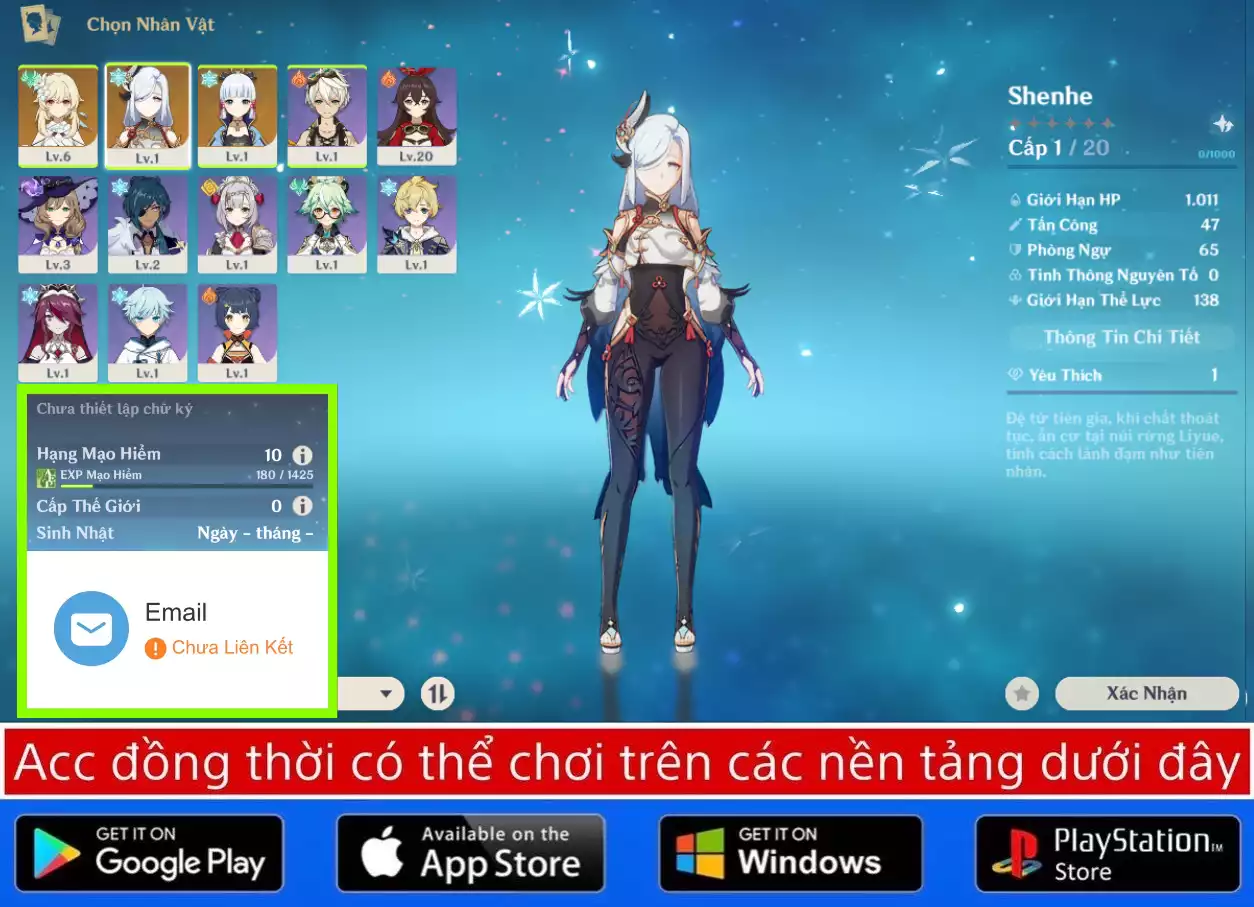 Chọn Nhân Vật
Lv.6
Lv.1
Lv.1
Lv.1
Lv.20
Lv.3
Lv.2
Lv.1
Lv.1
Lv.1
Lv.1
Lv.1
Lv.1
Chưa thiết lập chữ ký
Hạng Mạo Hiểm 10
EXP Mạo Hiểm 180 / 1425
Cấp Thế Giới 0
Sinh Nhật Ngày - tháng -
Email
Chưa Liên Kết
Shenhe
Cấp 1 / 20
0/1000
Giới Hạn HP 1.011
Tấn Công 47
Phòng Ngự 65
Tinh Thông Nguyên Tố 0
Giới Hạn Thể Lực 138
Thông Tin Chi Tiết
Yêu Thích 1
Đệ tử tiên gia, khí chất thoát
tục, ẩn cư tại núi rừng Liyue,
tính cách lãnh đạm như tiên
nhân.
Xác Nhận
Acc đồng thời có thể chơi trên các nền tảng dưới đây
GET IT ON
Google Play
Available on the
App Store
GET IT ON
Windows
PlayStation TM
Store